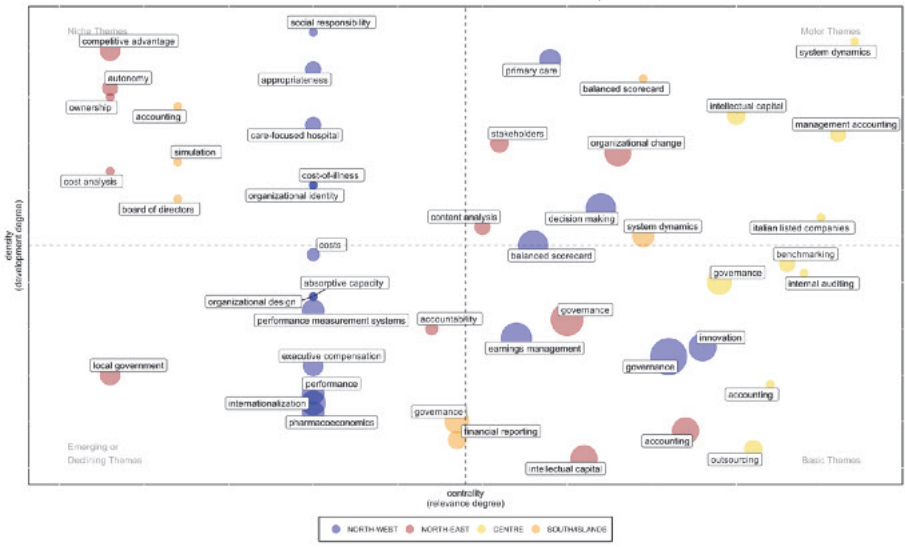 social responsibility
Niche Themes
Motor Themes
competitive advantage
system dynamics
primary care
autonomy
appropriateness
balanced scorecard
ownership
accounting
intellectual capital
management accounting
care-focused hospital
stakeholders
organizational change
simulation
cost analysis
cost-of-illness
organizational identity
board of directors
content analysis
decision making
system dynamics
italian listed companies
density
(development degree)
costs
balanced scorecard
benchmarking
governance
internal auditing
absorptive capacity
organizational design
performance measurement systems
accountability
governance
innovation
earnings management
executive compensation
governance
local government
performance
accounting
internationalization
governance
pharmacoeconomics
financial reporting
accounting
Emerging or
Declining Themes
intellectual capital
outsourcing
Basic Themes
centrality
(relevance degree)
NORTH-WEST NORTH-EAST CENTRE SOUTH/ISLANDS